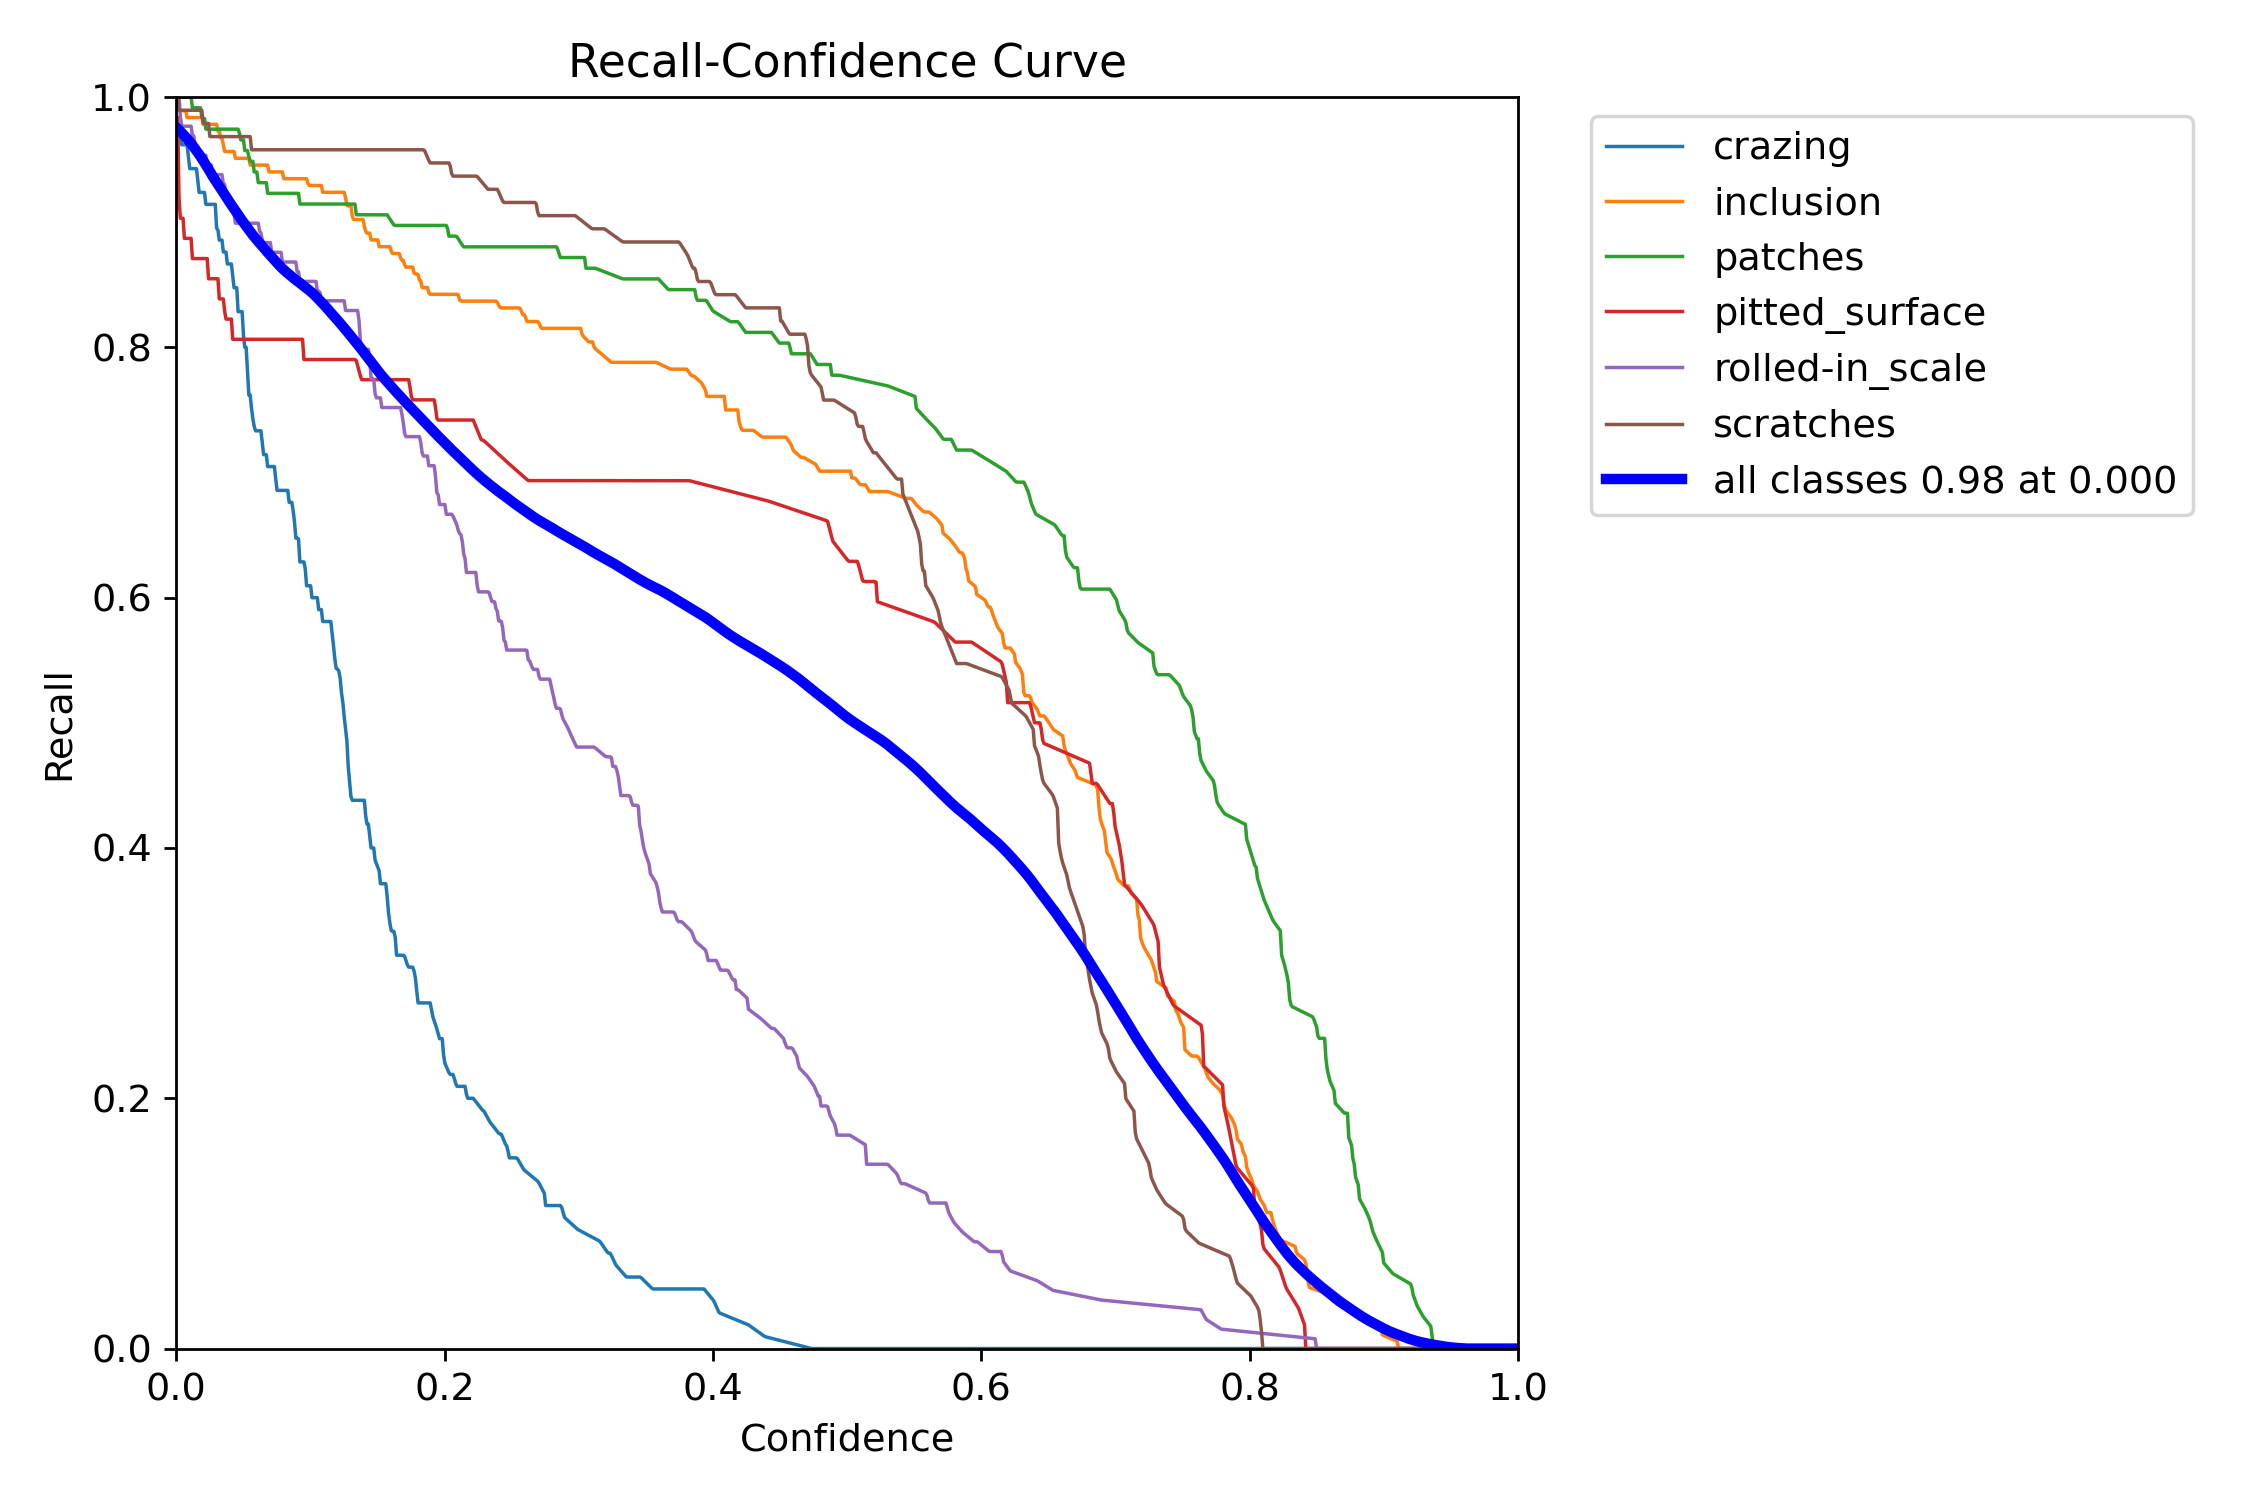 Recall-Confidence Curve
1.0
0.8
0.6
0.4
0.2
0.0
Recall
0.0 0.2 0.4 0.6 0.8 1.0
Confidence
crazing
inclusion
patches
pitted_surface
rolled-in_scale
scratches
all classes 0.98 at 0.000